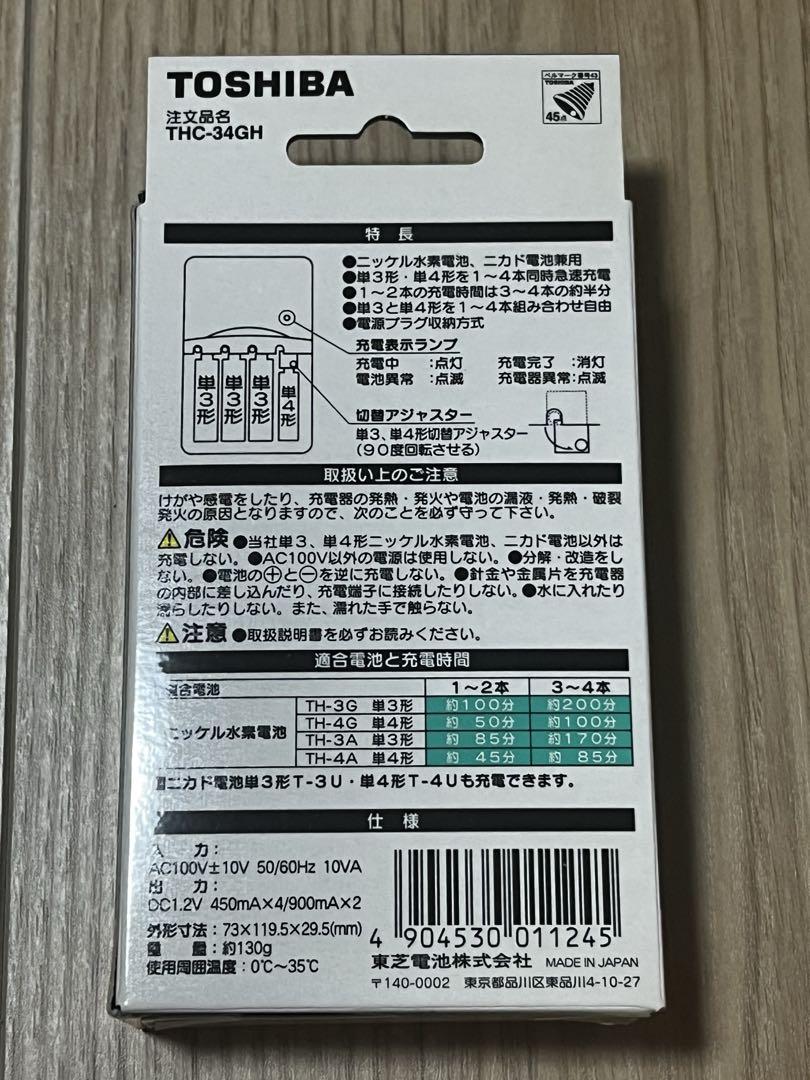 TOSHIBA
注文品名
THC-34GH
ベルマーク番号43
TOSHIBA
45点
特長
●ニッケル水素電池、ニカド電池兼用
●単3形・単4形を1～4本同時急速充電
●1～2本の充電時間は3～4本の約半分
●単3と単4形を1～4本組み合わせ自由
●電源プラグ収納方式
充電表示ランプ
充電中 :点灯 充電完了 :消灯
電池異常 :点滅 充電器異常:点滅
単3形 単3形 単3形 単4形
切替アジャスター
単3、単4形切替アジャスター
(90度回転させる)
取扱い上のご注意
けがや感電をしたり、充電器の発熱・発火や電池の漏液・発熱・破裂
発火の原因となりますので、次のことを必ず守って下さい。
⚠危険 ●当社単3、単4形ニッケル水素電池、ニカド電池以外は
充電しない。●AC100V以外の電源は使用しない。●分解・改造をし
ない。●電池の⊕と⊖を逆に充電しない。●針金や金属片を充電器
の内部に差し込んだり、充電端子に接続したりしない。●水に入れたり
濡らしたりしない。また、濡れた手で触らない。
⚠注意 ●取扱説明書を必ずお読みください。
適合電池と充電時間
適合電池 1～2本 3～4本
ニッケル水素電池
TH-3G 単3形 約100分 約200分
TH-4G 単4形 約 50分 約100分
TH-3A 単3形 約 85分 約170分
TH-4A 単4形 約 45分 約 85分
■ニカド電池単3形T-3U・単4形T-4Uも充電できます。
仕様
入 力:
AC100V±10V 50/60Hz 10VA
出 力:
DC1.2V 450mA×4/900mA×2
外形寸法:73×119.5×29.5(mm)
質 量:約130g
使用周囲温度:0℃～35℃
4 904530 011245
東芝電池株式会社 MADE IN JAPAN
〒140-0002 東京都品川区東品川4-10-27